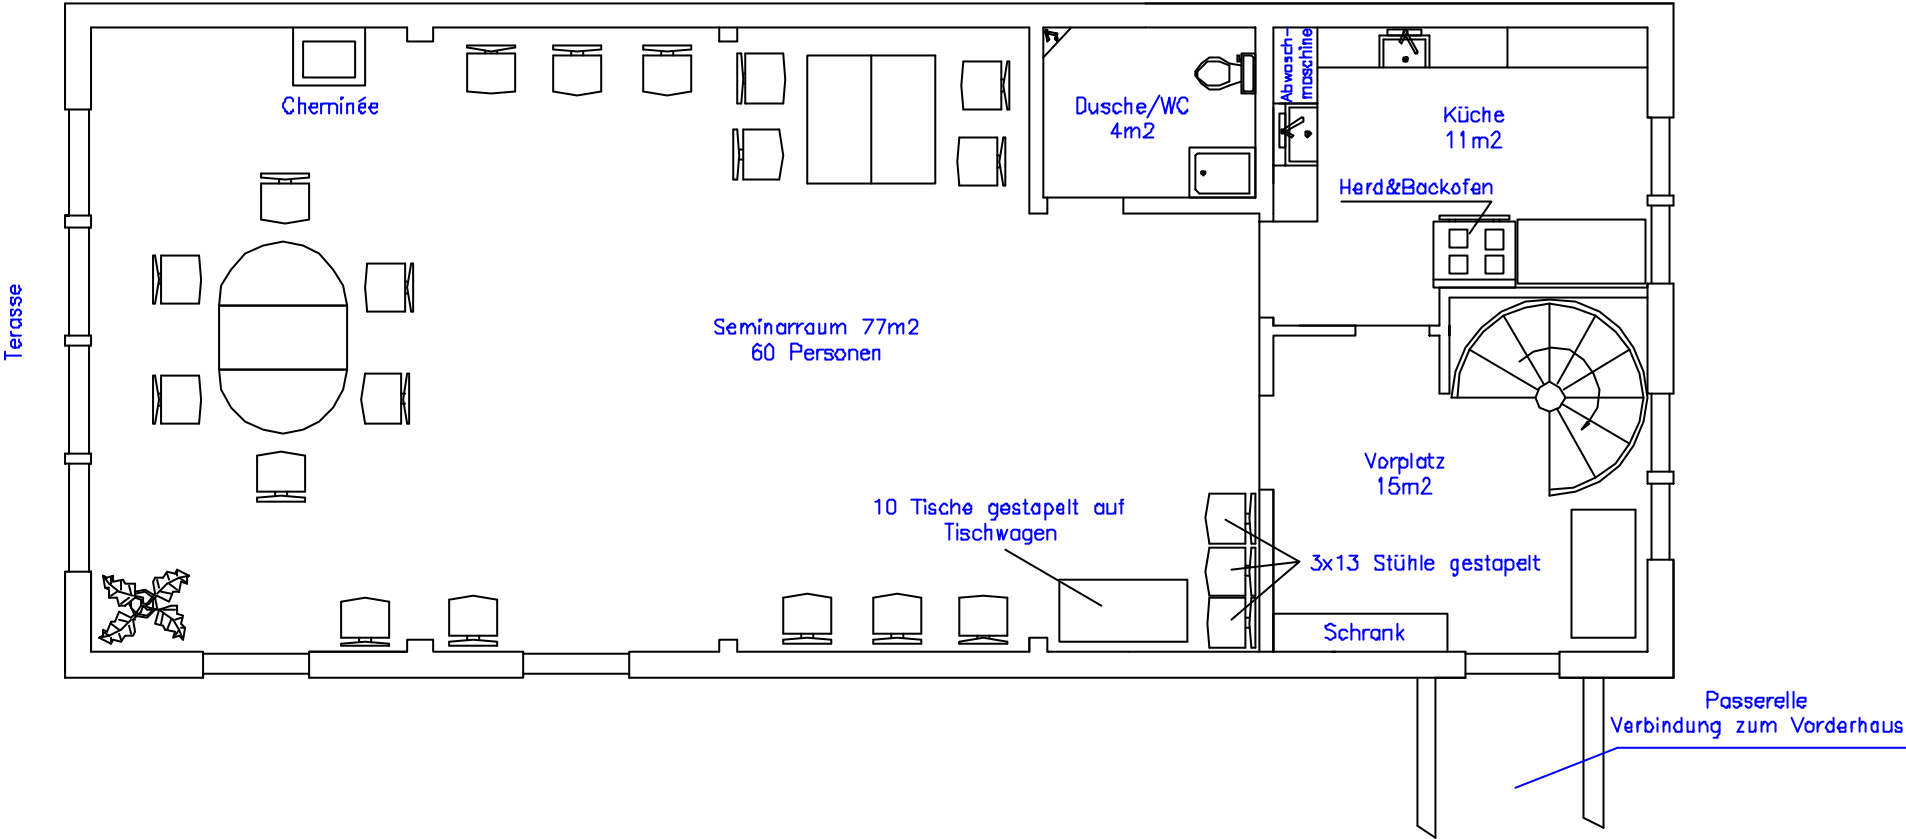 Cheminée
Dusche/WC
4m2
Abwasch-
maschine
Küche
11m2
Herd&Backofen
Terasse
Seminarraum 77m2
60 Personen
Vorplatz
15m2
10 Tische gestapelt auf
Tischwagen
3x13 Stühle gestapelt
Schrank
Passerelle
Verbindung zum Vorderhaus